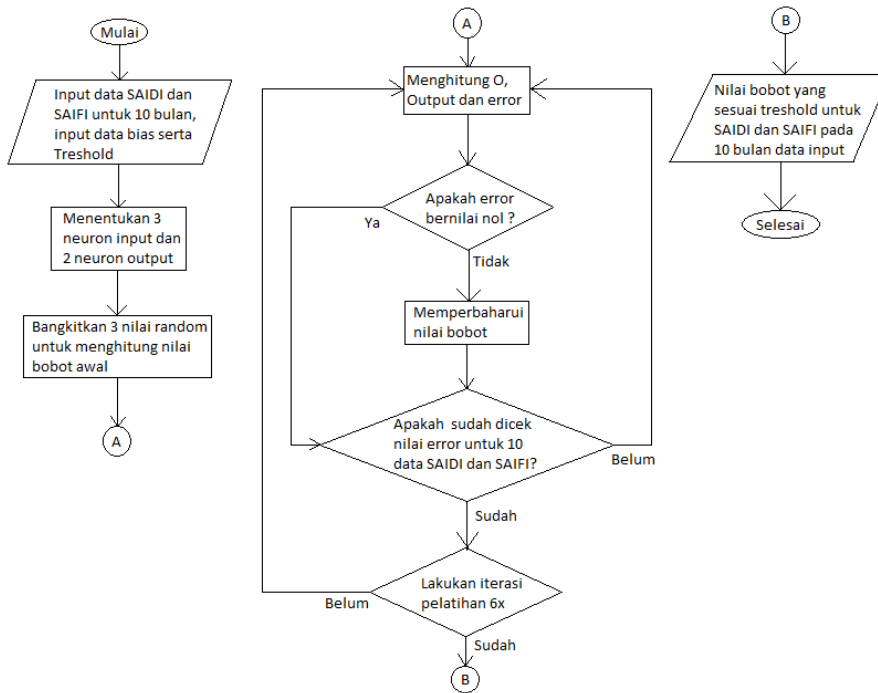 Mulai
Input data SAIDI dan
SAIFI untuk 10 bulan,
input data bias serta
Treshold
Menentukan 3
neuron input dan
2 neuron output
Bangkitkan 3 nilai random
untuk menghitung nilai
bobot awal
A
A
Menghitung O,
Output dan error
Apakah error
bernilai nol ?
Ya
Tidak
Memperbaharui
nilai bobot
Apakah sudah dicek
nilai error untuk 10
data SAIDI dan SAIFI?
Belum
Sudah
Lakukan iterasi
pelatihan 6x
Belum
Sudah
B
B
Nilai bobot yang
sesuai treshold untuk
SAIDI dan SAIFI pada
10 bulan data input
Selesai